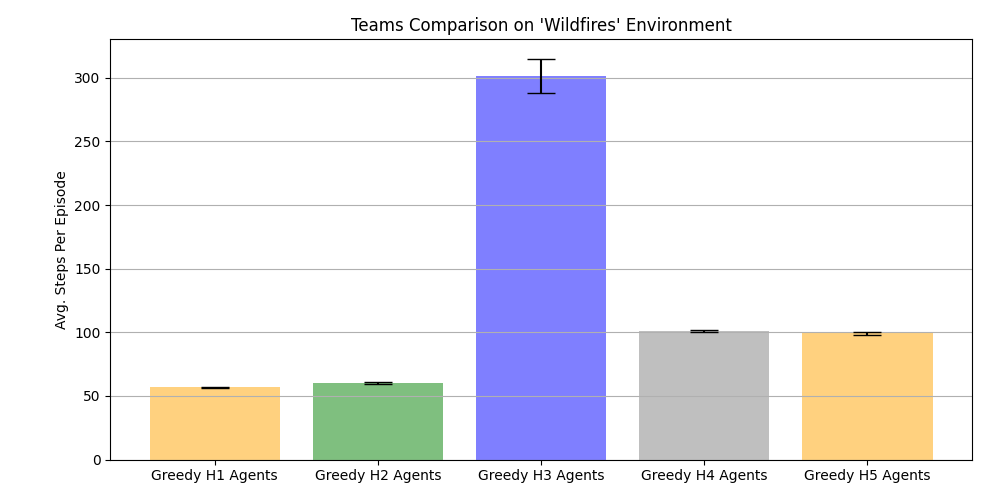 Teams Comparison on 'Wildfires' Environment
Avg. Steps Per Episode
300
250
200
150
100
50
0
Greedy H1 Agents
Greedy H2 Agents
Greedy H3 Agents
Greedy H4 Agents
Greedy H5 Agents